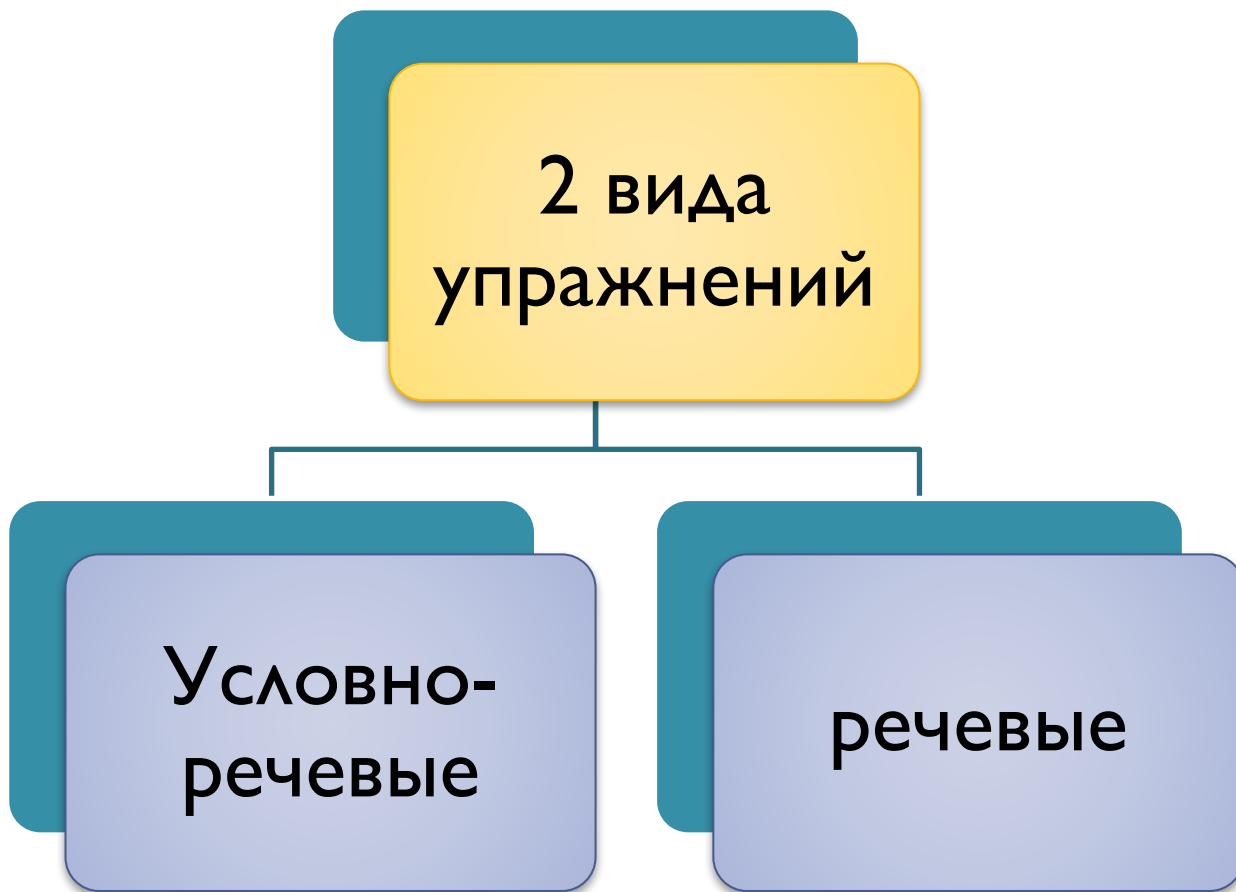 2 вида
упражнений
Условно-
речевые
речевые